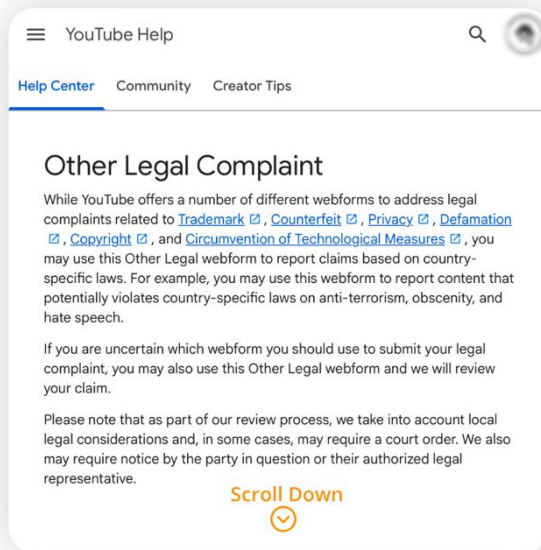 YouTube Help
Help Center Community Creator Tips
Other Legal Complaint
While YouTube offers a number of different webforms to address legal
complaints related to Trademark , Counterfeit , Privacy , Defamation
, Copyright , and Circumvention of Technological Measures , you
may use this Other Legal webform to report claims based on country-
specific laws. For example, you may use this webform to report content that
potentially violates country-specific laws on anti-terrorism, obscenity, and
hate speech.
If you are uncertain which webform you should use to submit your legal
complaint, you may also use this Other Legal webform and we will review
your claim.
Please note that as part of our review process, we take into account local
legal considerations and, in some cases, may require a court order. We also
may require notice by the party in question or their authorized legal
representative.
Scroll Down